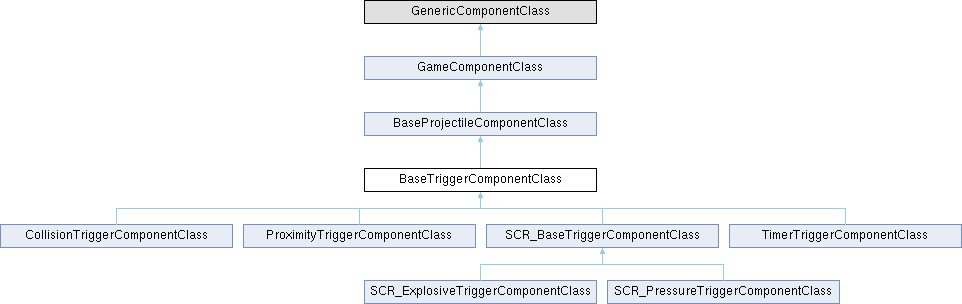 GenericComponentClass
GameComponentClass
BaseProjectileComponentClass
BaseTriggerComponentClass
CollisionTriggerComponentClass
ProximityTriggerComponentClass
SCR_BaseTriggerComponentClass
TimerTriggerComponentClass
SCR_ExplosiveTriggerComponentClass
SCR_PressureTriggerComponentClass